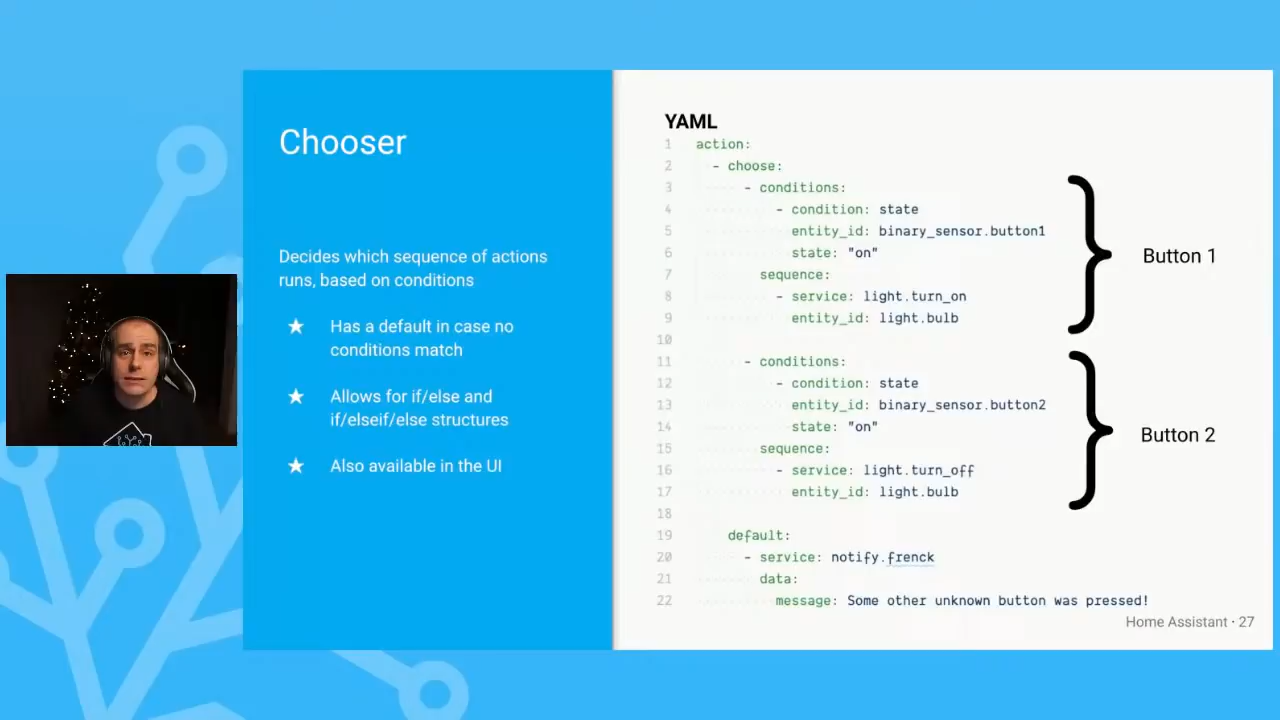 Chooser
Decides which sequence of actions
runs, based on conditions
Has a default in case no
conditions match
Allows for if/else and
if/elseif/else structures
Also available in the UI
YAML
1 action:
2 - choose:
3 - conditions:
4 - condition: state
5 entity_id: binary_sensor.button1
6 state: "on"
7 sequence:
8 - service: light.turn_on
9 entity_id: light.bulb
10
11 - conditions:
12 - condition: state
13 entity_id: binary_sensor.button2
14 state: "on"
15 sequence:
16 - service: light.turn_off
17 entity_id: light.bulb
18
19 default:
20 - service: notify.frenck
21 data:
22 message: Some other unknown button was pressed!
Button 1
Button 2
Home Assistant · 27